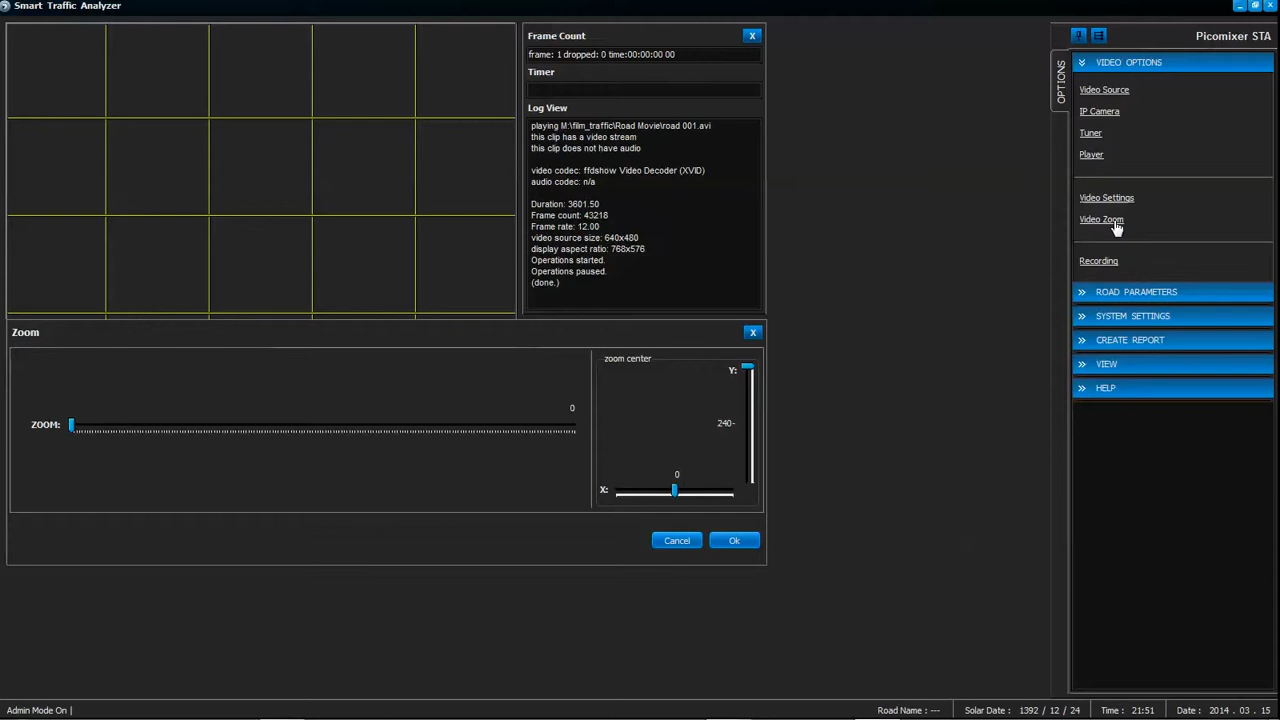 Smart Traffic Analyzer
Frame Count
X
frame: 1 dropped: 0 time:00:00:00 00
Timer
Log View
playing M:\film_traffic\Road Movie\road 001.avi
this clip has a video stream
this clip does not have audio
video codec: ffdshow Video Decoder (XVID)
audio codec: n/a
Duration: 3601.50
Frame count: 43218
Frame rate: 12.00
video source size: 640x480
display aspect ratio: 768x576
Operations started.
Operations paused.
(done.)
Zoom
X
ZOOM:
0
zoom center
Y:
240-
0
X:
Cancel
Ok
Picomixer STA
OPTIONS
VIDEO OPTIONS
Video Source
IP Camera
Tuner
Player
Video Settings
Video Zoom
Recording
ROAD PARAMETERS
SYSTEM SETTINGS
CREATE REPORT
VIEW
HELP
Admin Mode On |
Road Name : ---
Solar Date : 1392 / 12 / 24
Time : 21:51
Date : 2014 . 03 . 15